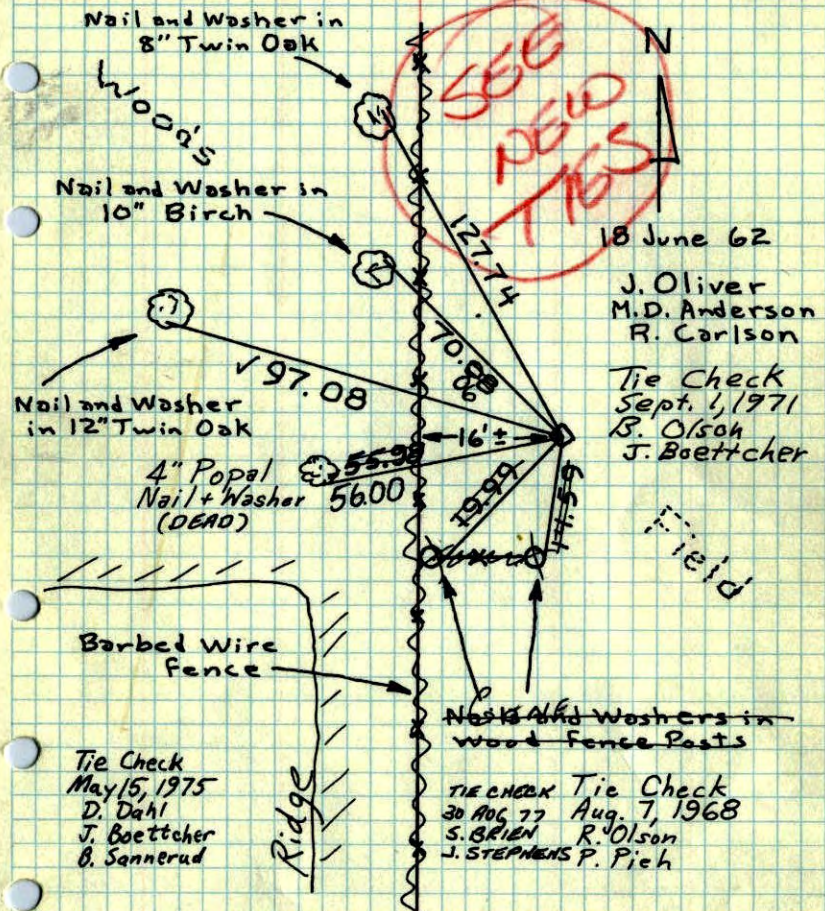 Nail and Washer in
8" Twin Oak
Woods
SEE
NEW
TIES
N
Nail and Washer in
10" Birch
127.74
18 June 62
J. Oliver
M.D. Anderson
R. Carlson
70.88
86
97.08
Nail and Washer
in 12" Twin Oak
Tie Check
Sept. 1, 1971
B. Olson
J. Boettcher
16' ±
55.98
56.00
4" Popal
Nail + Washer
(DEAD)
19.99
14.59
Field
Barbed Wire
Fence
Nails and Washers in
Wood Fence Posts
Ridge
Tie Check
May 15, 1975
D. Dahl
J. Boettcher
B. Sannerud
TIE CHECK
30 AUG 77
S. BRIEN
J. STEPHENS
Tie Check
Aug. 7, 1968
R. Olson
P. Pieh